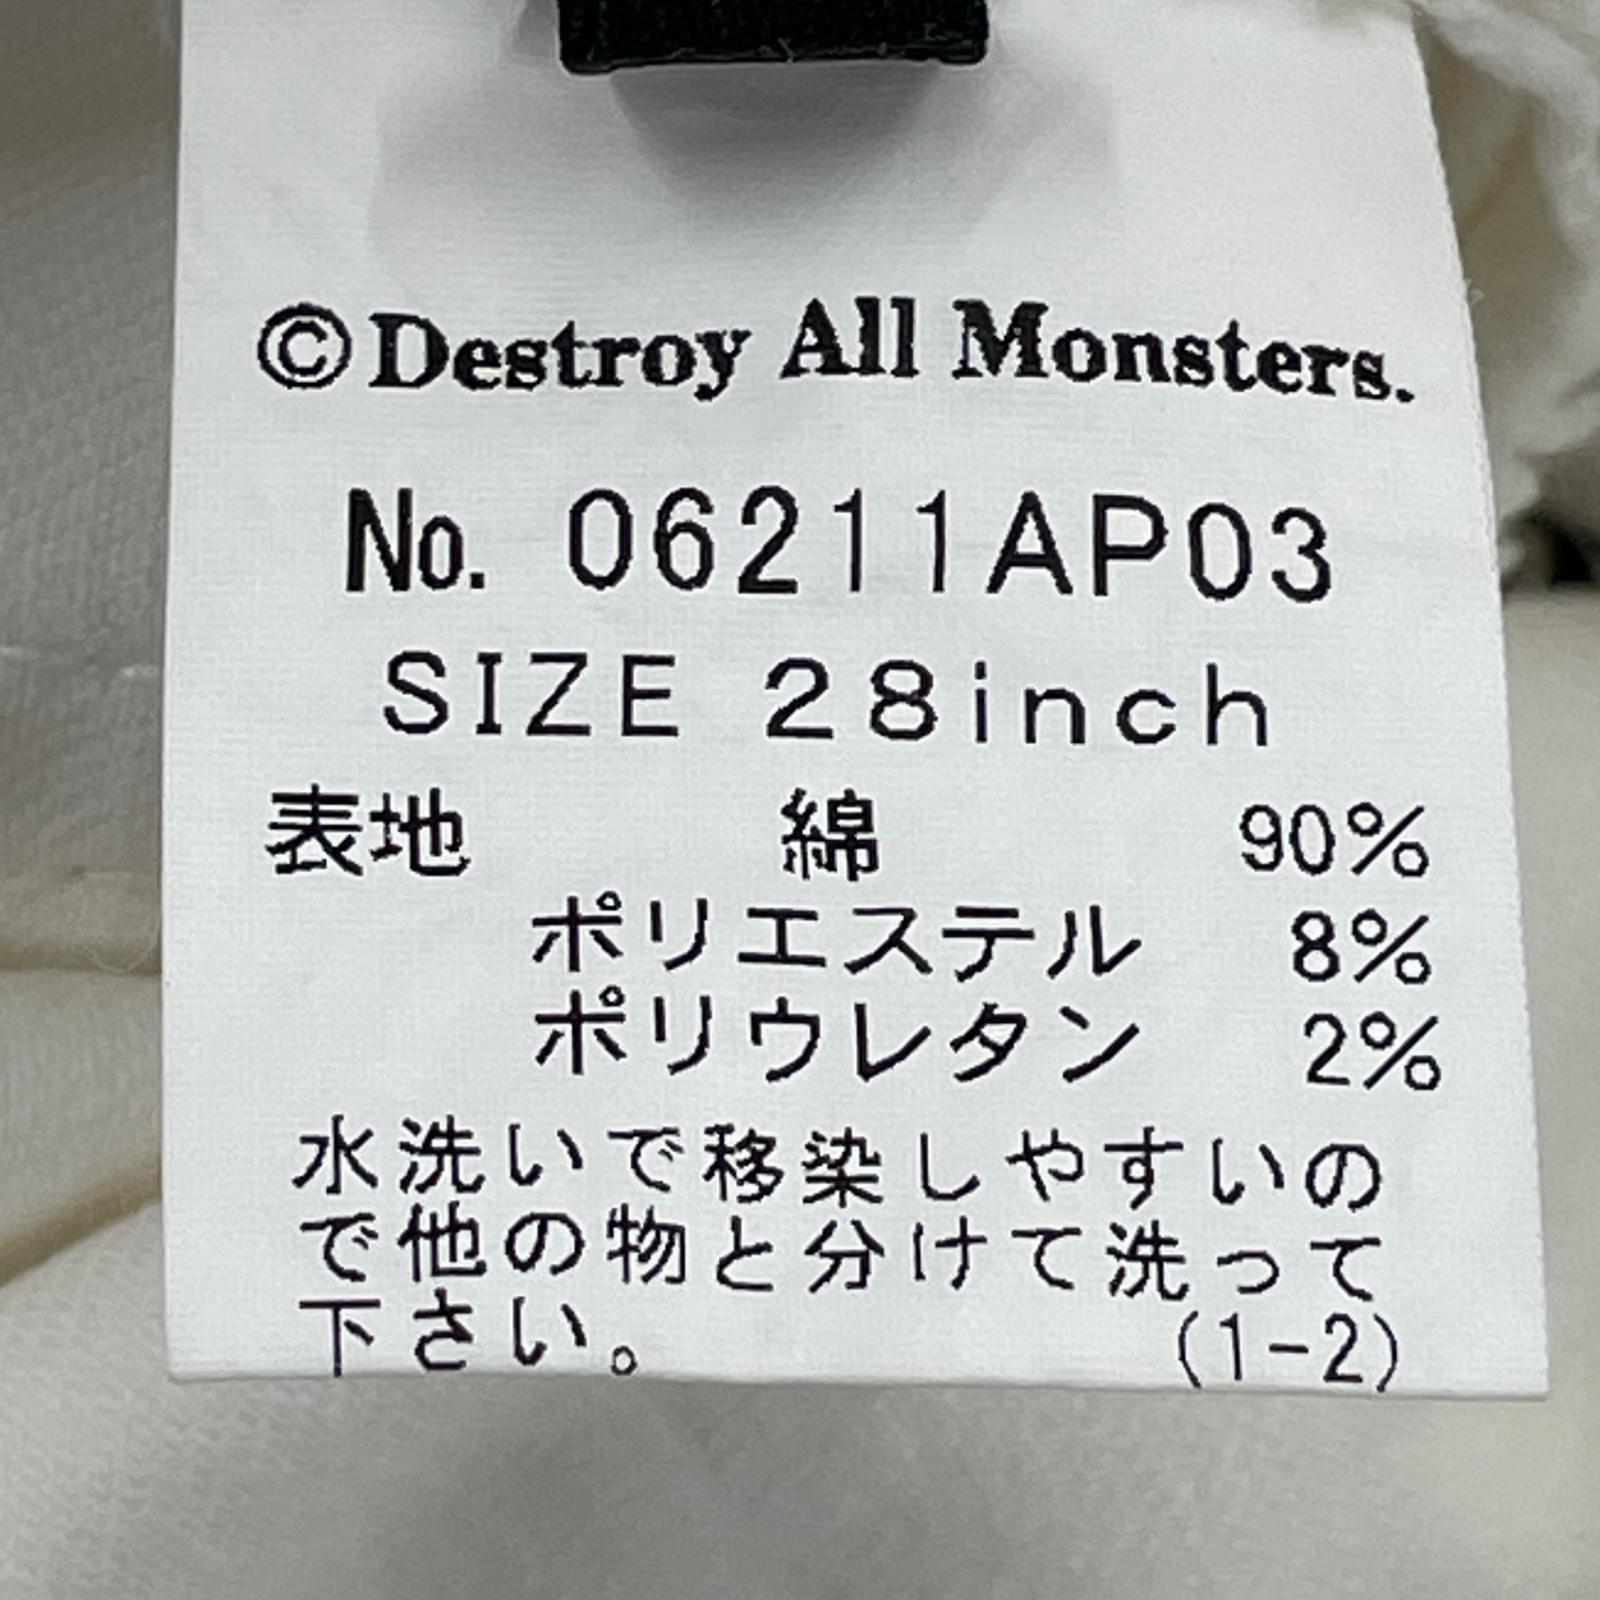 ©Destroy All Monsters.
No. 06211AP03
SIZE 28inch
表地 綿 90%
ポリエステル 8%
ポリウレタン 2%
水洗いで移染しやすいの
で他の物と分けて洗って
下さい。 (1-2)